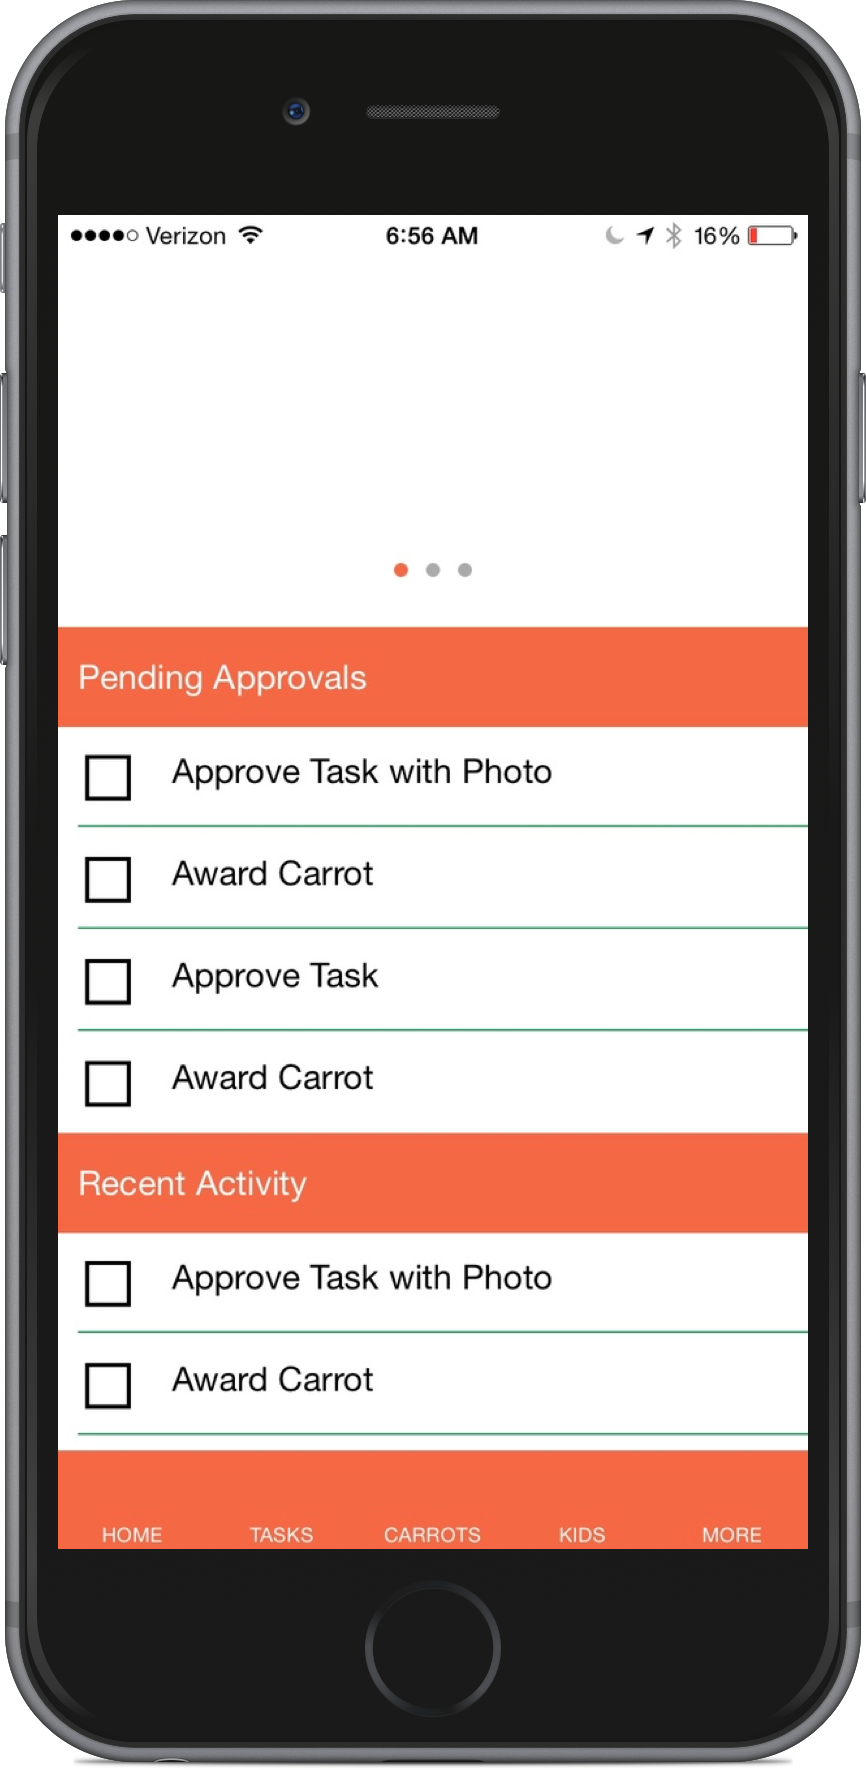 Verizon 6:56 AM 16%
Pending Approvals
Approve Task with Photo
Award Carrot
Approve Task
Award Carrot
Recent Activity
Approve Task with Photo
Award Carrot
HOME TASKS CARROTS KIDS MORE